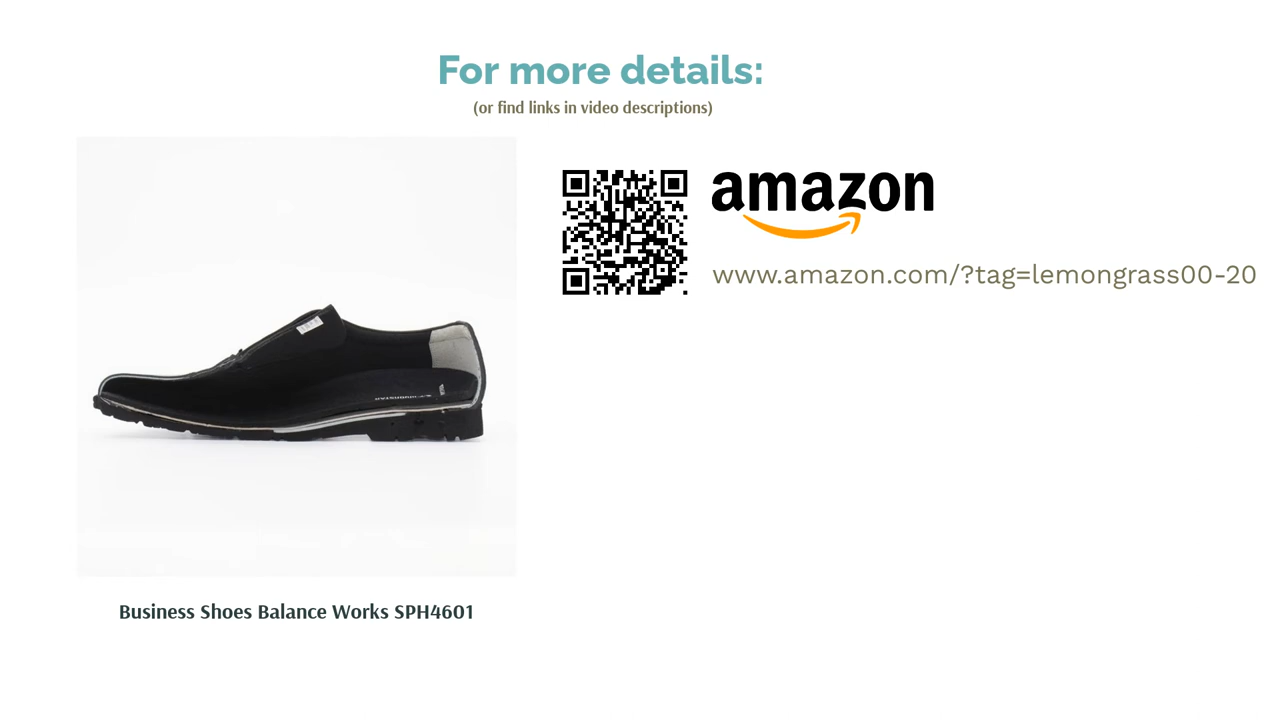 For more details:
(or find links in video descriptions)
amazon
www.amazon.com/?tag=lemongrass00-20
Business Shoes Balance Works SPH4601